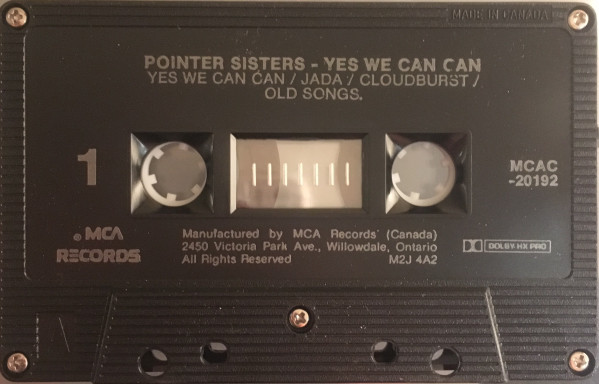 MADE IN CANADA
POINTER SISTERS - YES WE CAN CAN
YES WE CAN CAN / JADA / CLOUDBURST /
OLD SONGS.
1
MCAC
-20192
® MCA
RECORDS
Manufactured by MCA Records (Canada)
2450 Victoria Park Ave., Willowdale, Ontario
All Rights Reserved M2J 4A2
DOLBY HX PRO